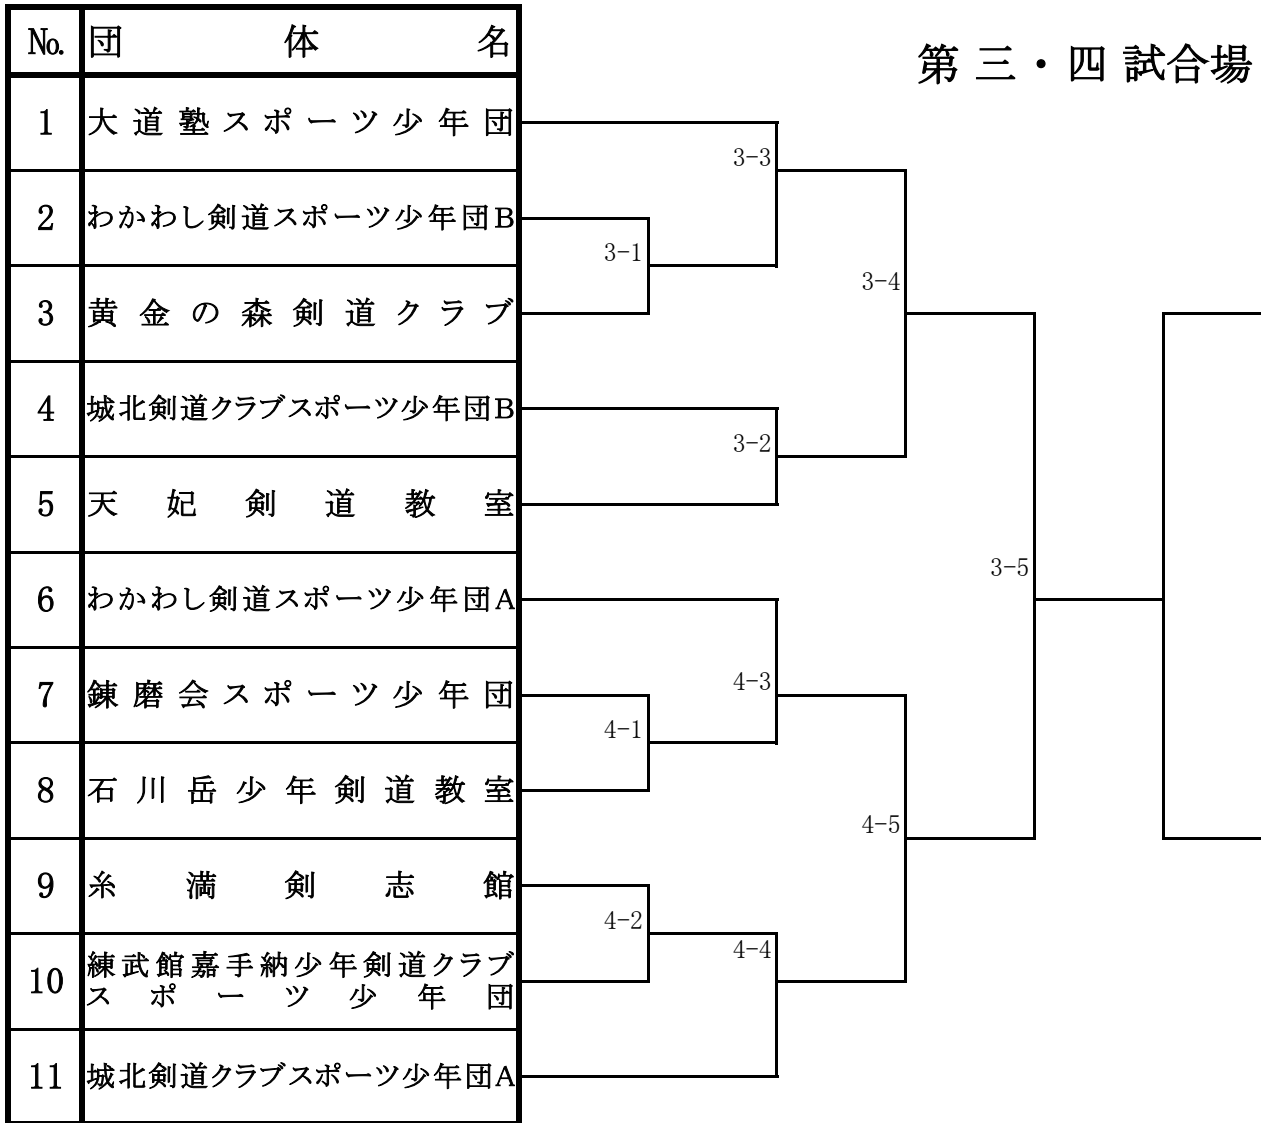 № 団体名
第三・四試合場
1 大道塾スポーツ少年団
3-3
2 わかわし剣道スポーツ少年団B
3-1
3-4
3 黄金の森剣道クラブ
4 城北剣道クラブスポーツ少年団B
3-2
5 天妃剣道教室
3-5
6 わかわし剣道スポーツ少年団A
4-3
7 錬磨会スポーツ少年団
4-1
8 石川岳少年剣道教室
4-5
9 糸満剣志館
4-2
4-4
10 練武館嘉手納少年剣道クラブ
スポーツ少年団
11 城北剣道クラブスポーツ少年団A